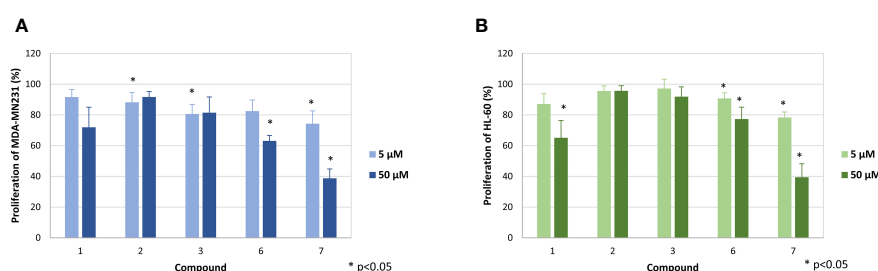 A
Proliferation of MDA-MN231 (%)
120
100
80
60
40
20
0
*
*
*
*
*
1 2 3 6 7
Compound
* p<0.05
5 μM
50 μM
B
Proliferation of HL-60 (%)
120
100
80
60
40
20
0
*
*
*
*
*
1 2 3 6 7
Compound
* p<0.05
5 μM
50 μM